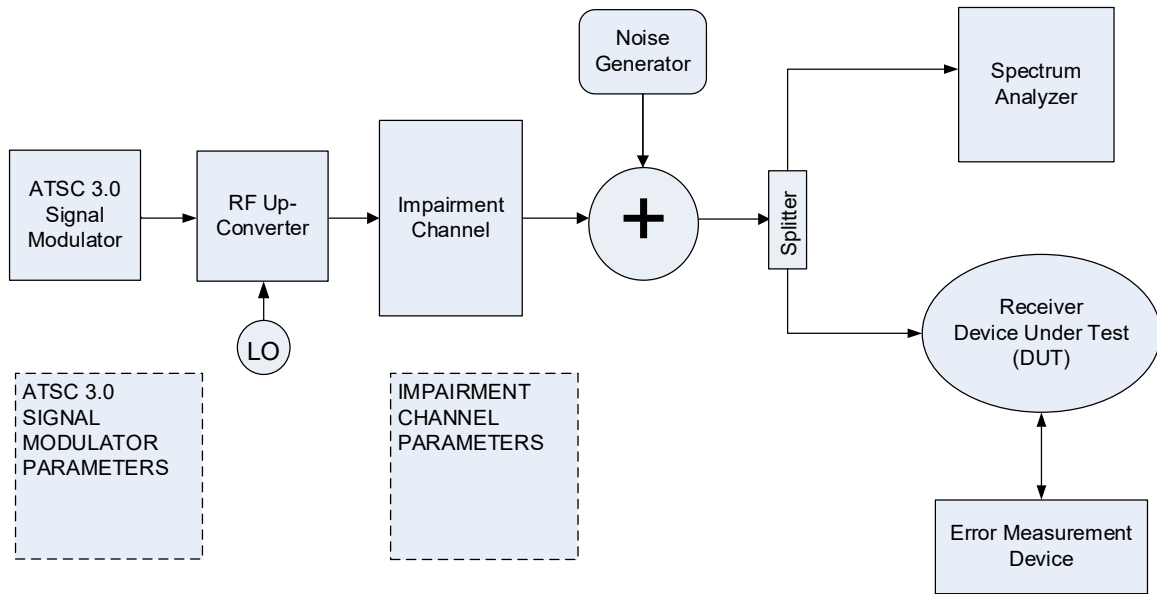 Noise
Generator
Spectrum
Analyzer
ATSC 3.0
Signal
Modulator
RF Up-
Converter
Impairment
Channel
+
Splitter
LO
Receiver
Device Under Test
(DUT)
ATSC 3.0
SIGNAL
MODULATOR
PARAMETERS
IMPAIRMENT
CHANNEL
PARAMETERS
Error Measurement
Device